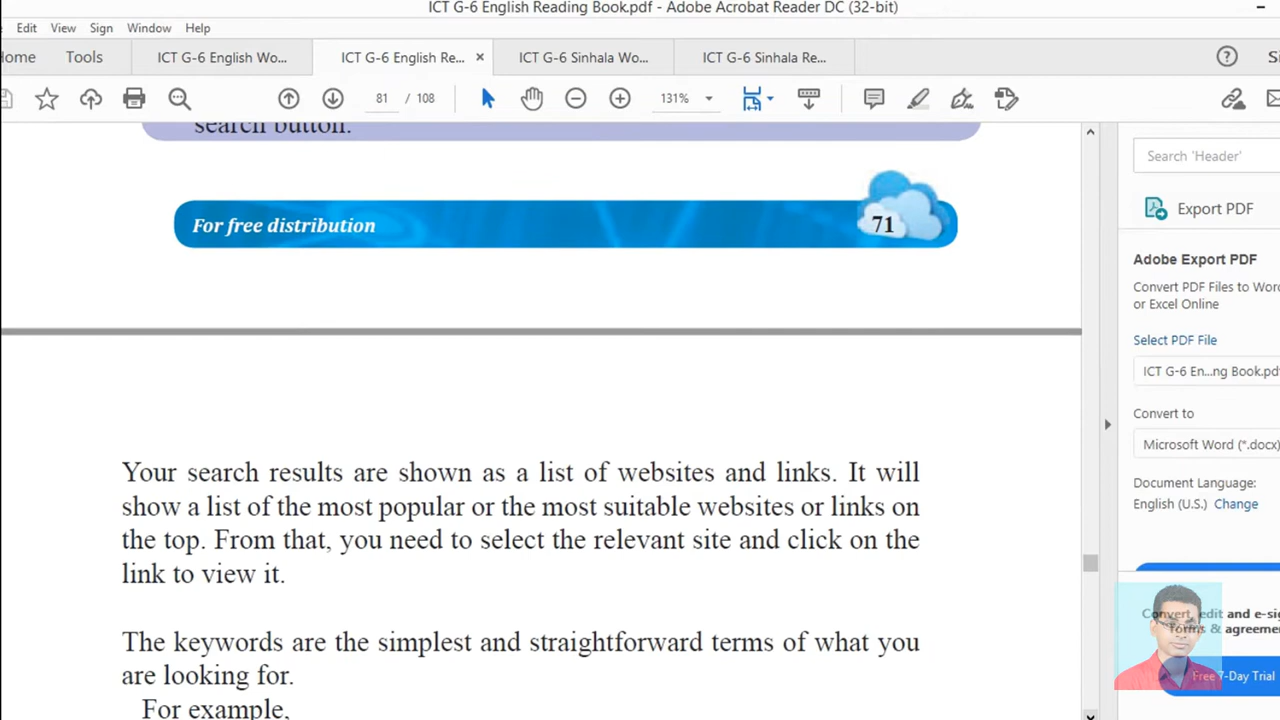 ICT G-6 English Reading Book.pdf - Adobe Acrobat Reader DC (32-bit)
Edit View Sign Window Help
Home Tools ICT G-6 English Wo... ICT G-6 English Re... × ICT G-6 Sinhala Wo... ICT G-6 Sinhala Re...
81 / 108 131%
search button.
For free distribution 71
Your search results are shown as a list of websites and links. It will
show a list of the most popular or the most suitable websites or links on
the top. From that, you need to select the relevant site and click on the
link to view it.
The keywords are the simplest and straightforward terms of what you
are looking for.
For example,
Search 'Header'
Export PDF
Adobe Export PDF
Convert PDF Files to Word
or Excel Online
Select PDF File
ICT G-6 En...ng Book.pdf
Convert to
Microsoft Word (*.docx)
Document Language:
English (U.S.) Change
Convert, edit and e-sig
forms & agreeme
Free 7-Day Trial